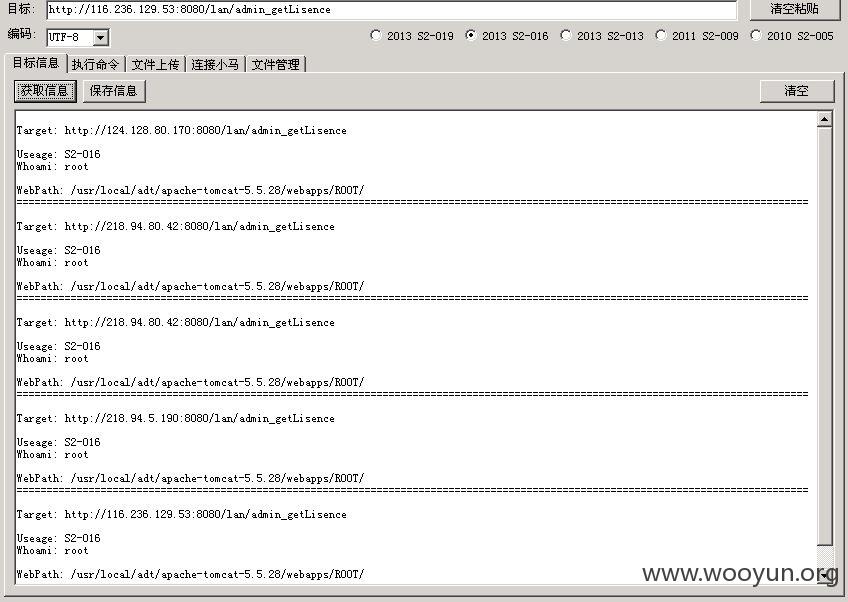 目标: http://116.236.129.53:8080/lan/admin_getLisence 清空粘贴
编码: UTF-8 2013 S2-019 2013 S2-016 2013 S2-013 2011 S2-009 2010 S2-005
目标信息 执行命令 文件上传 连接小马 文件管理
获取信息 保存信息 清空
Target: http://124.128.80.170:8080/lan/admin_getLisence
Useage: S2-016
Whoami: root
WebPath: /usr/local/adt/apache-tomcat-5.5.28/webapps/ROOT/
================================================================================
Target: http://218.94.80.42:8080/lan/admin_getLisence
Useage: S2-016
Whoami: root
WebPath: /usr/local/adt/apache-tomcat-5.5.28/webapps/ROOT/
================================================================================
Target: http://218.94.80.42:8080/lan/admin_getLisence
Useage: S2-016
Whoami: root
WebPath: /usr/local/adt/apache-tomcat-5.5.28/webapps/ROOT/
================================================================================
Target: http://218.94.5.190:8080/lan/admin_getLisence
Useage: S2-016
Whoami: root
WebPath: /usr/local/adt/apache-tomcat-5.5.28/webapps/ROOT/
================================================================================
Target: http://116.236.129.53:8080/lan/admin_getLisence
Useage: S2-016
Whoami: root
WebPath: /usr/local/adt/apache-tomcat-5.5.28/webapps/ROOT/
www.wooyun.org